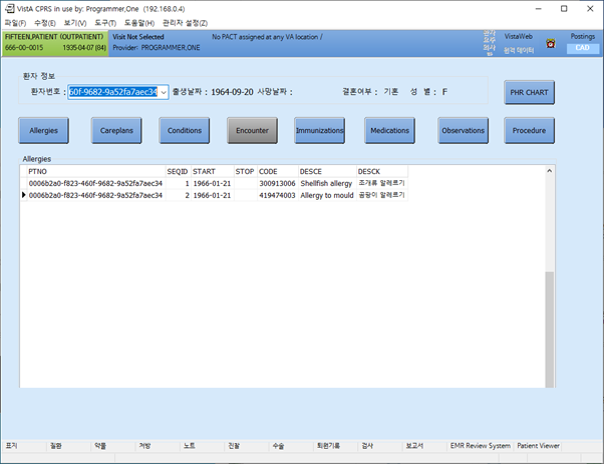 VistA CPRS in use by: Programmer,One (192.168.0.4)
파일(F) 수정(E) 보기(V) 도구(T) 도움말(H) 관리자 설정(Z)
FIFTEEN,PATIENT (OUTPATIENT) Visit Not Selected No PACT assigned at any VA location / VistaWeb Postings
666-00-0015 1935-04-07 (84) Provider: PROGRAMMER,ONE 원격 데이터 CAD
환자 정보
환자번호 : 60f-9682-9a52fa7aec34 출생날짜 : 1964-09-20 사망날짜 : 결혼여부 : 기혼 성 별 : F PHR CHART
Allergies Careplans Conditions Encounter Immunizations Medications Observations Procedure
Allergies
PTNO SEQID START STOP CODE DESCE DESCK
0006b2a0-f823-460f-9682-9a52fa7aec34 1 1966-01-21 300913006 Shellfish allergy 조개류 알레르기
0006b2a0-f823-460f-9682-9a52fa7aec34 2 1966-01-21 419474003 Allergy to mould 곰팡이 알레르기
표지 질환 약물 처방 노트 진찰 수술 퇴원기록 검사 보고서 EMR Review System Patient Viewer